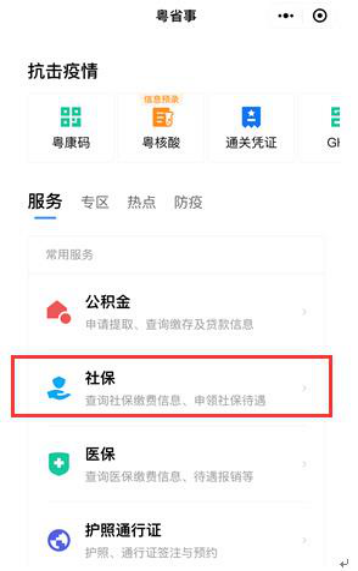 粤省事
抗击疫情
信息预录
粤康码
粤核酸
通关凭证
服务 专区 热点 防疫
常用服务
公积金
申请提取、查询缴存及贷款信息
社保
查询社保缴费信息、申领社保待遇
医保
查询医保缴费信息、待遇报销等
护照通行证
护照、通行证签注与预约